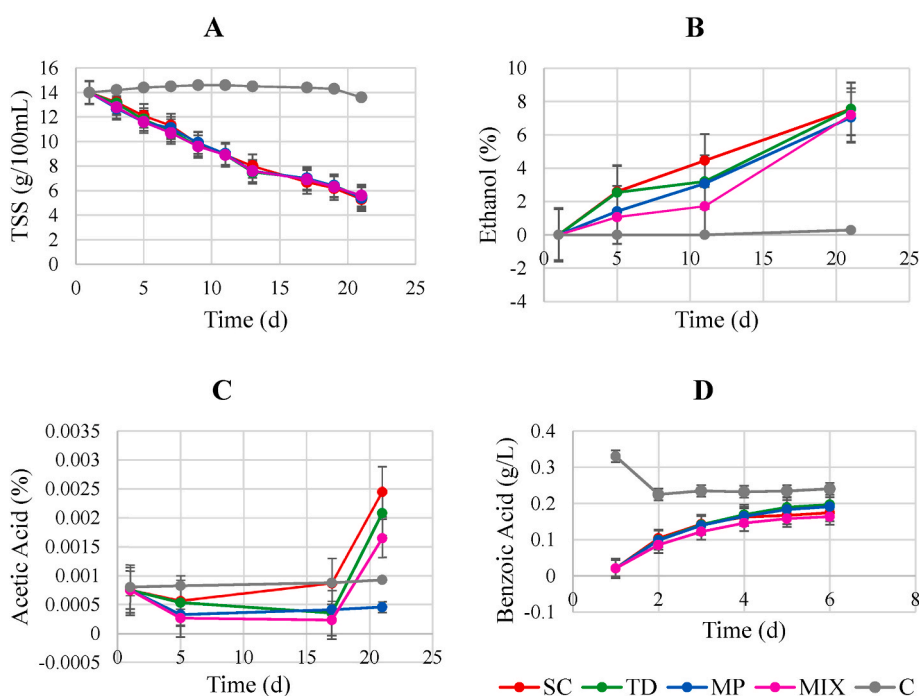 A
16
14
12
10
8
6
4
2
0
TSS (g/100mL)
0 5 10 15 20 25
Time (d)
B
10
8
6
4
2
0
-2
-4
Ethanol (%)
0 5 10 15 20 25
Time (d)
C
0.0035
0.003
0.0025
0.002
0.0015
0.001
0.0005
0
-0.0005
Acetic Acid (%)
0 5 10 15 20 25
Time (d)
D
0.4
0.3
0.2
0.1
0
-0.1
Benzoic Acid (g/L)
0 2 4 6 8
Time (d)
SC TD MP MIX C